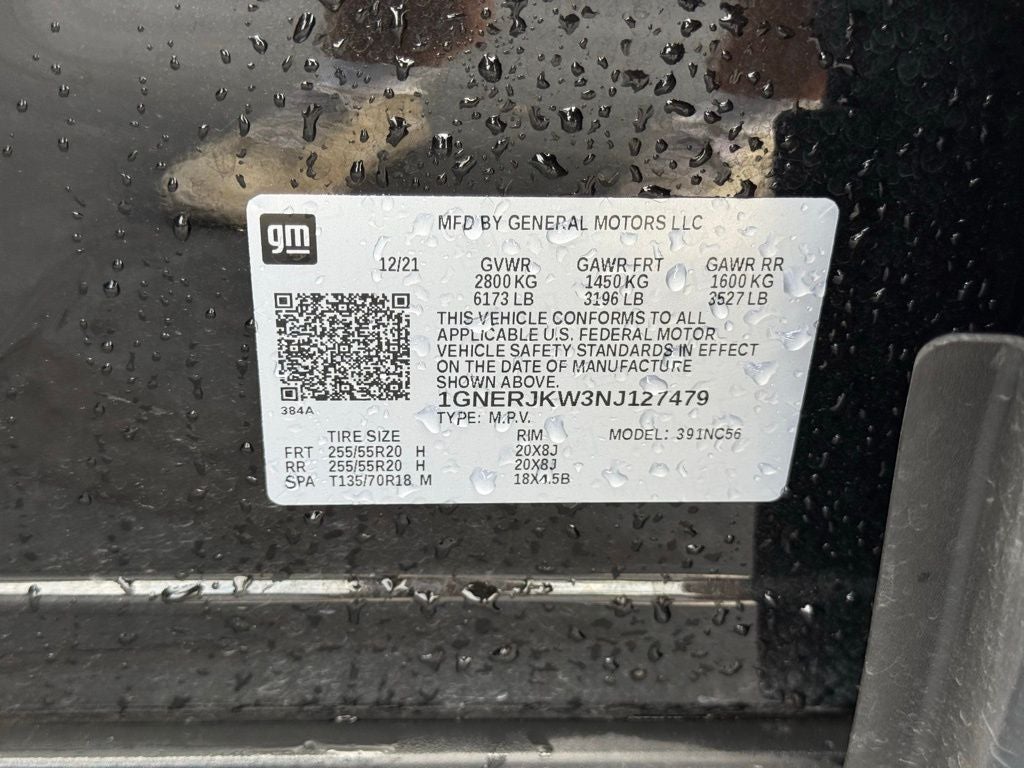 gm
MFD BY GENERAL MOTORS LLC
12/21 GVWR GAWR FRT GAWR RR
2800 KG 1450 KG 1600 KG
6173 LB 3196 LB 3527 LB
THIS VEHICLE CONFORMS TO ALL
APPLICABLE U.S. FEDERAL MOTOR
VEHICLE SAFETY STANDARDS IN EFFECT
ON THE DATE OF MANUFACTURE
SHOWN ABOVE.
384A
1GNERJKW3NJ127479
TYPE: M.P.V.
TIRE SIZE RIM MODEL: 391NC56
FRT 255/55R20 H 20X8J
RR 255/55R20 H 20X8J
SPA T135/70R18 M 18X4.5B